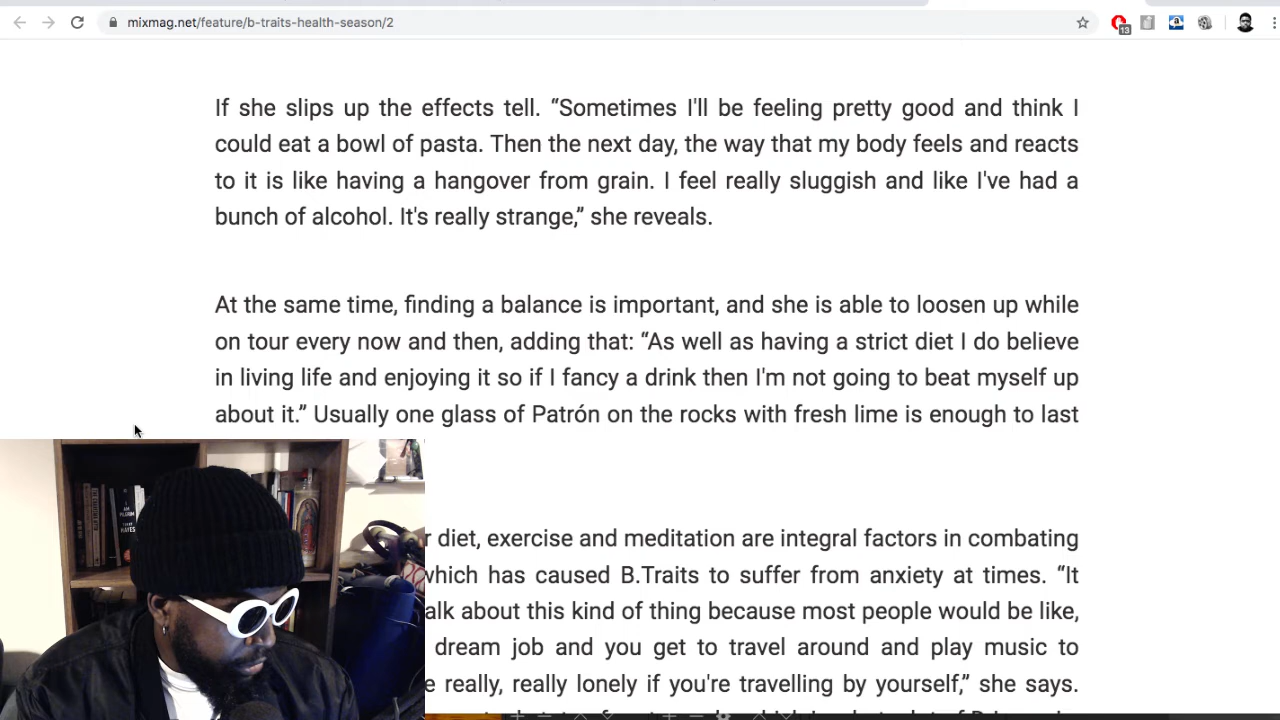 mixmag.net/feature/b-traits-health-season/2
13
If she slips up the effects tell. “Sometimes I'll be feeling pretty good and think I
could eat a bowl of pasta. Then the next day, the way that my body feels and reacts
to it is like having a hangover from grain. I feel really sluggish and like I've had a
bunch of alcohol. It's really strange,” she reveals.
At the same time, finding a balance is important, and she is able to loosen up while
on tour every now and then, adding that: “As well as having a strict diet I do believe
in living life and enjoying it so if I fancy a drink then I'm not going to beat myself up
about it.” Usually one glass of Patrón on the rocks with fresh lime is enough to last
r diet, exercise and meditation are integral factors in combating
which has caused B.Traits to suffer from anxiety at times. “It
alk about this kind of thing because most people would be like,
dream job and you get to travel around and play music to
e really, really lonely if you're travelling by yourself,” she says.
I AM
PILGRIM
TERRY
HAYES